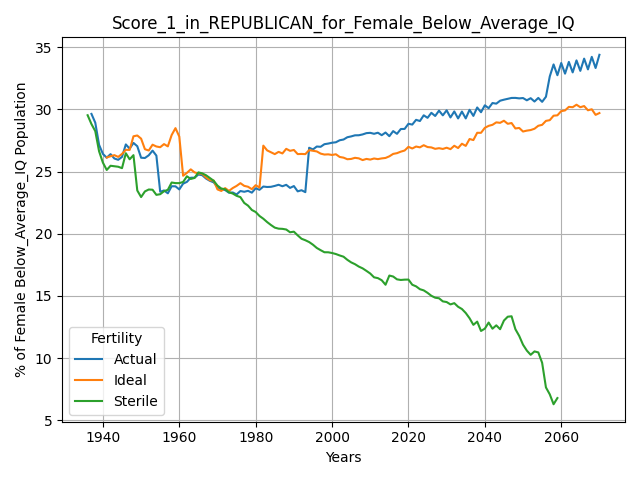 Score_1_in_REPUBLICAN_for_Female_Below_Average_IQ
% of Female Below_Average_IQ Population
35
30
25
20
15
10
5
Fertility
Actual
Ideal
Sterile
1940 1960 1980 2000 2020 2040 2060
Years